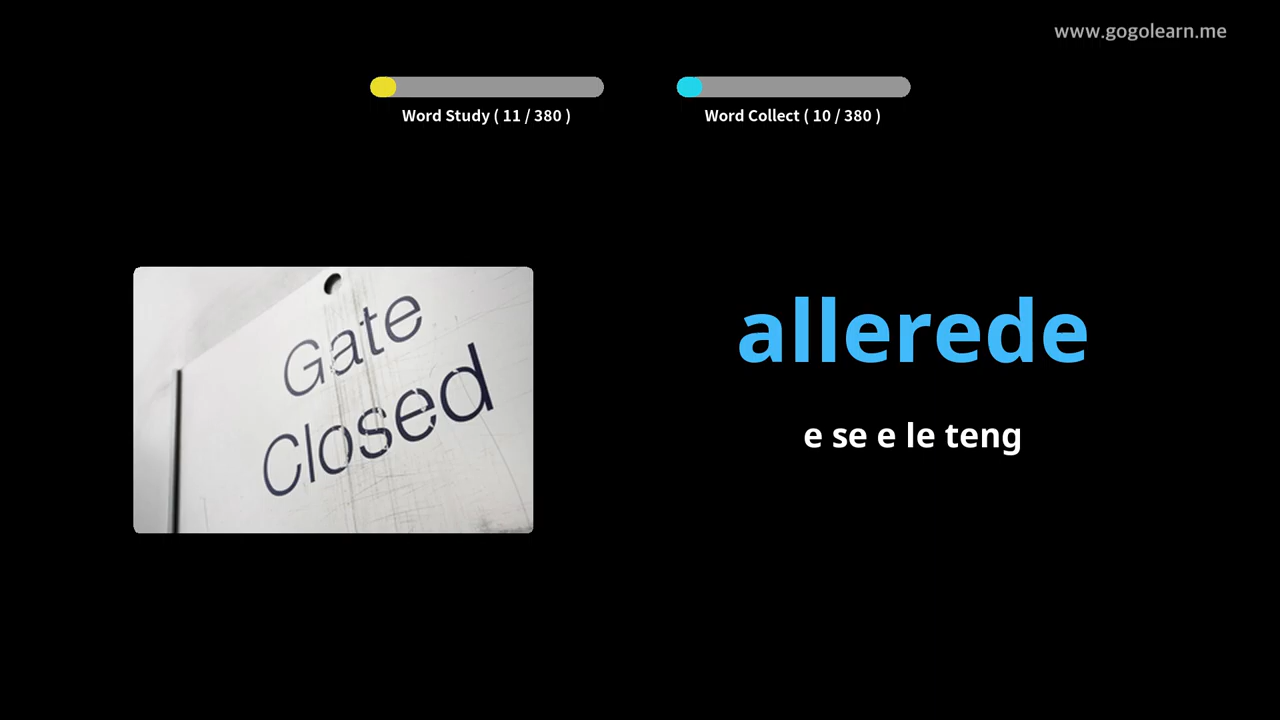 www.gogolearn.me
Word Study ( 11 / 380 )
Word Collect ( 10 / 380 )
Gate
Closed
allerede
e se e le teng